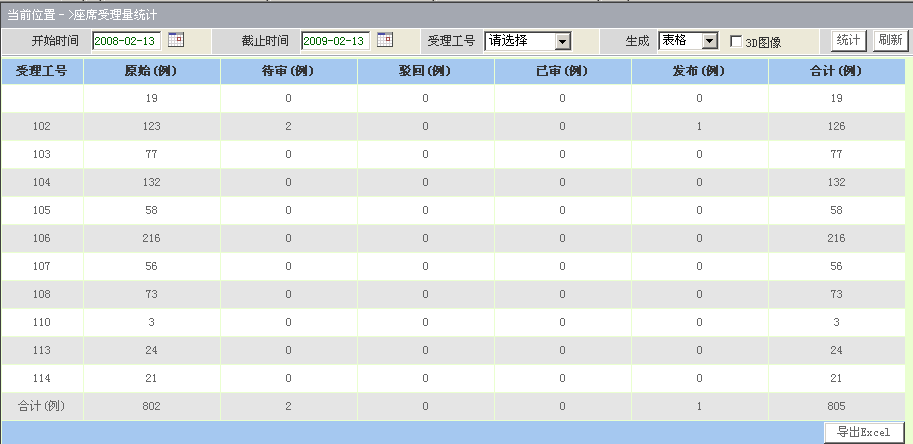 当前位置－>座席受理量统计
开始时间 2008-02-13 截止时间 2009-02-13 受理工号 请选择 生成 表格 3D图像 统计 刷新
受理工号 原始(例) 待审(例) 驳回(例) 已审(例) 发布(例) 合计(例)
19 0 0 0 0 19
102 123 2 0 0 1 126
103 77 0 0 0 0 77
104 132 0 0 0 0 132
105 58 0 0 0 0 58
106 216 0 0 0 0 216
107 56 0 0 0 0 56
108 73 0 0 0 0 73
110 3 0 0 0 0 3
113 24 0 0 0 0 24
114 21 0 0 0 0 21
合计(例) 802 2 0 0 1 805
导出Excel